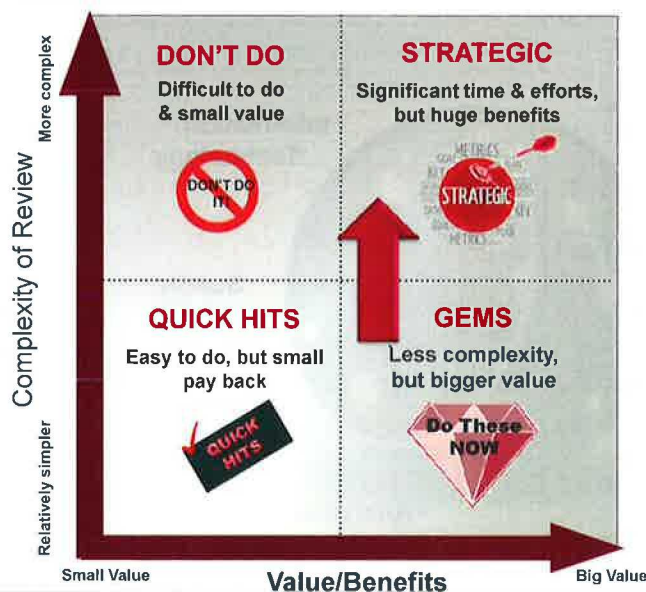 DON'T DO
Difficult to do
& small value
DON'T DO
IT!
STRATEGIC
Significant time & efforts,
but huge benefits
METRICS
STRATEGIC
KEY
METRICS
QUICK HITS
Easy to do, but small
pay back
QUICK
HITS
GEMS
Less complexity,
but bigger value
Do These
NOW
More complex
Complexity of Review
Relatively simpler
Small Value
Value/Benefits
Big Value